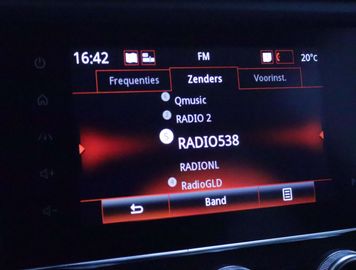 16:42 FM 20°C
Frequenties Zenders Voorinst.
Qmusic
RADIO 2
RADIO538
RADIONL
RadioGLD
Band